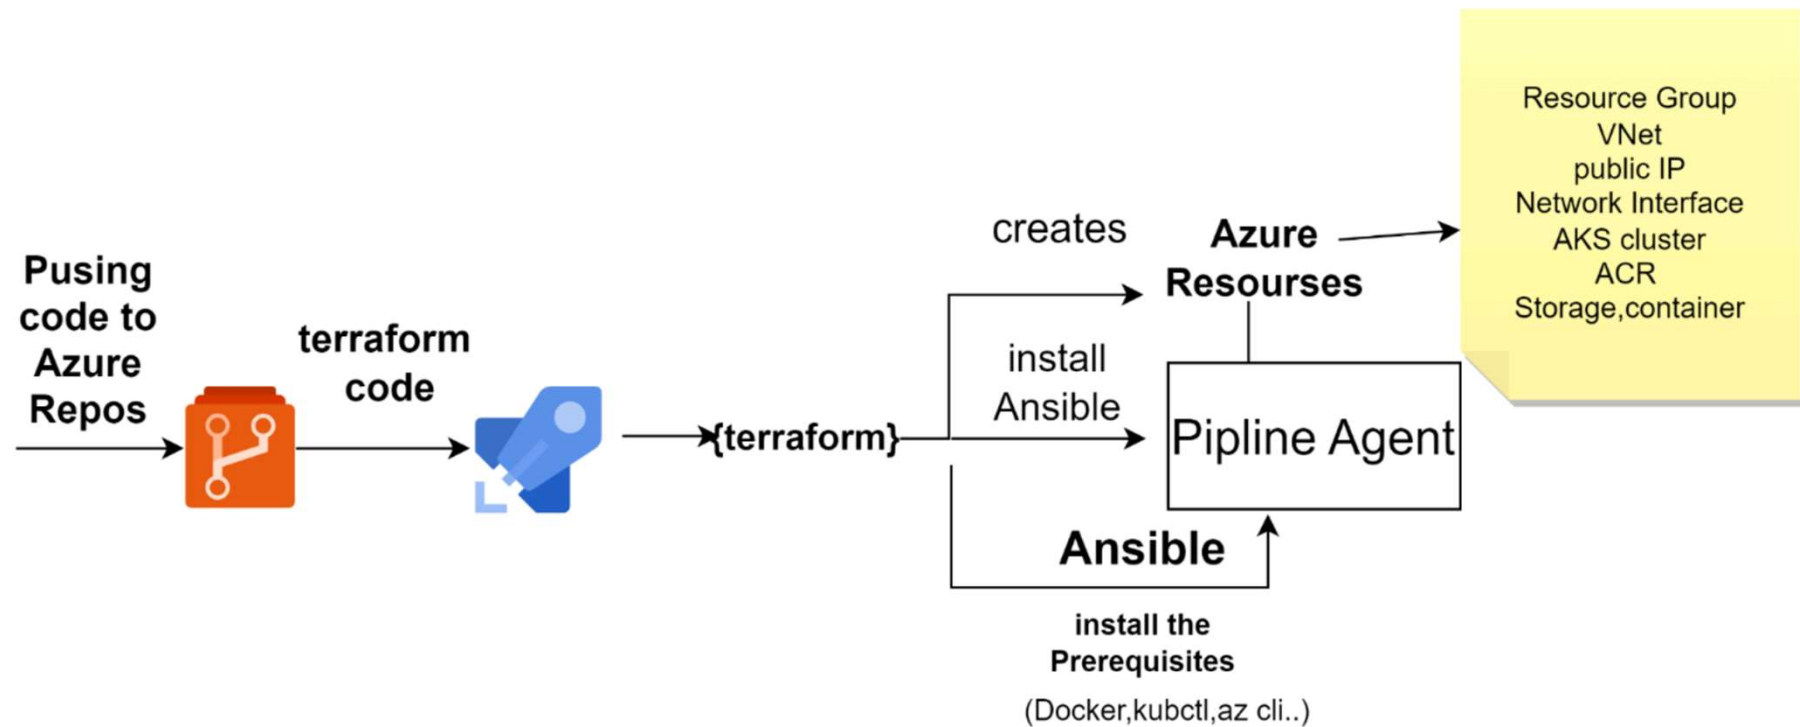 Pusing
code to
Azure
Repos
terraform
code
{terraform}
creates
install
Ansible
Azure
Resourses
Pipline Agent
Ansible
install the
Prerequisites
(Docker,kubctl,az cli..)
Resource Group
VNet
public IP
Network Interface
AKS cluster
ACR
Storage,container